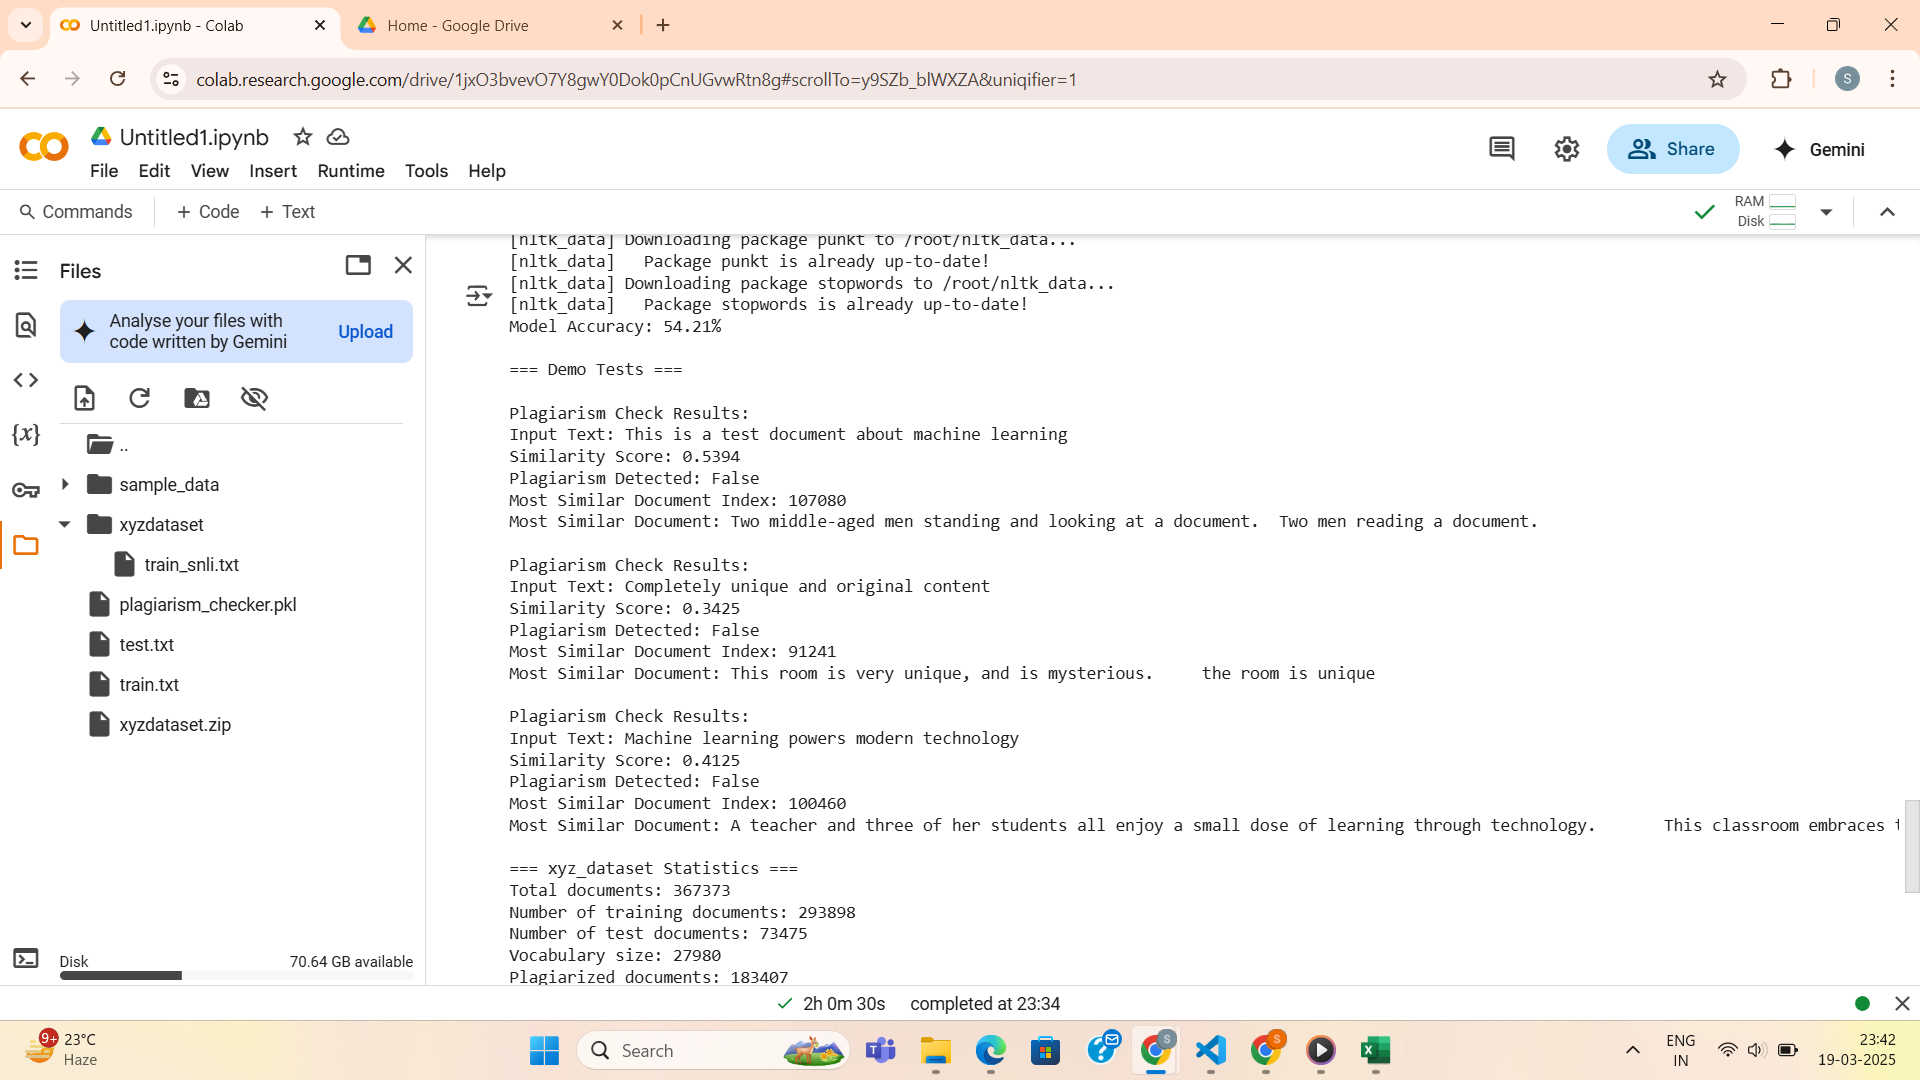 Untitled1.ipynb - Colab
Home - Google Drive
colab.research.google.com/drive/1jxO3bvevO7Y8gwY0Dok0pCnUGvwRtn8g#scrollTo=y9SZb_blWXZA&uniqifier=1
S
Untitled1.ipynb
File Edit View Insert Runtime Tools Help
Share
Gemini
Commands + Code + Text
RAM
Disk
Files
Analyse your files with
code written by Gemini
Upload
{x}
..
sample_data
xyzdataset
train_snli.txt
plagiarism_checker.pkl
test.txt
train.txt
xyzdataset.zip
Disk 70.64 GB available
[nltk_data] Downloading package punkt to /root/nltk_data...
[nltk_data]   Package punkt is already up-to-date!
[nltk_data] Downloading package stopwords to /root/nltk_data...
[nltk_data]   Package stopwords is already up-to-date!
Model Accuracy: 54.21%
=== Demo Tests ===
Plagiarism Check Results:
Input Text: This is a test document about machine learning
Similarity Score: 0.5394
Plagiarism Detected: False
Most Similar Document Index: 107080
Most Similar Document: Two middle-aged men standing and looking at a document.  Two men reading a document.
Plagiarism Check Results:
Input Text: Completely unique and original content
Similarity Score: 0.3425
Plagiarism Detected: False
Most Similar Document Index: 91241
Most Similar Document: This room is very unique, and is mysterious.     the room is unique
Plagiarism Check Results:
Input Text: Machine learning powers modern technology
Similarity Score: 0.4125
Plagiarism Detected: False
Most Similar Document Index: 100460
Most Similar Document: A teacher and three of her students all enjoy a small dose of learning through technology.       This classroom embraces
=== xyz_dataset Statistics ===
Total documents: 367373
Number of training documents: 293898
Number of test documents: 73475
Vocabulary size: 27980
Plagiarized documents: 183407
2h 0m 30s completed at 23:34
9+
23°C
Haze
Search
S
S
ENG
IN
23:42
19-03-2025